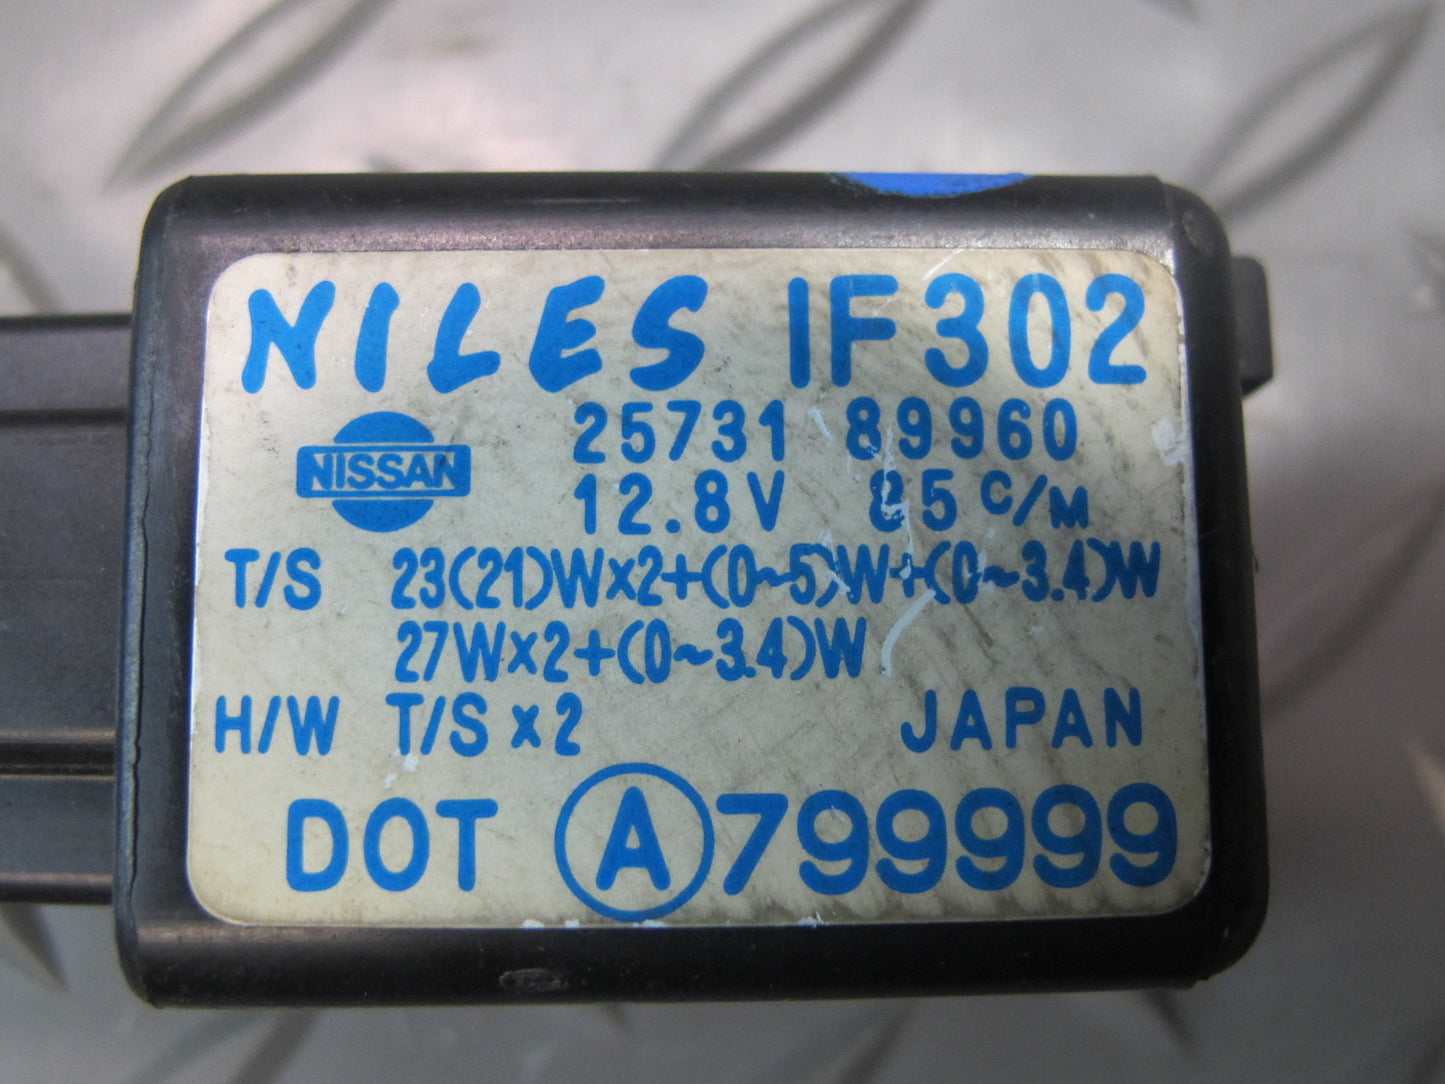 NILES IF302
NISSAN 25731 89960
12.8V 85 C/M
T/S 23(21)W×2+(0~5)W+(0~3.4)W
27W×2+(0~3.4)W
H/W T/S ×2 JAPAN
DOT Ⓐ799999